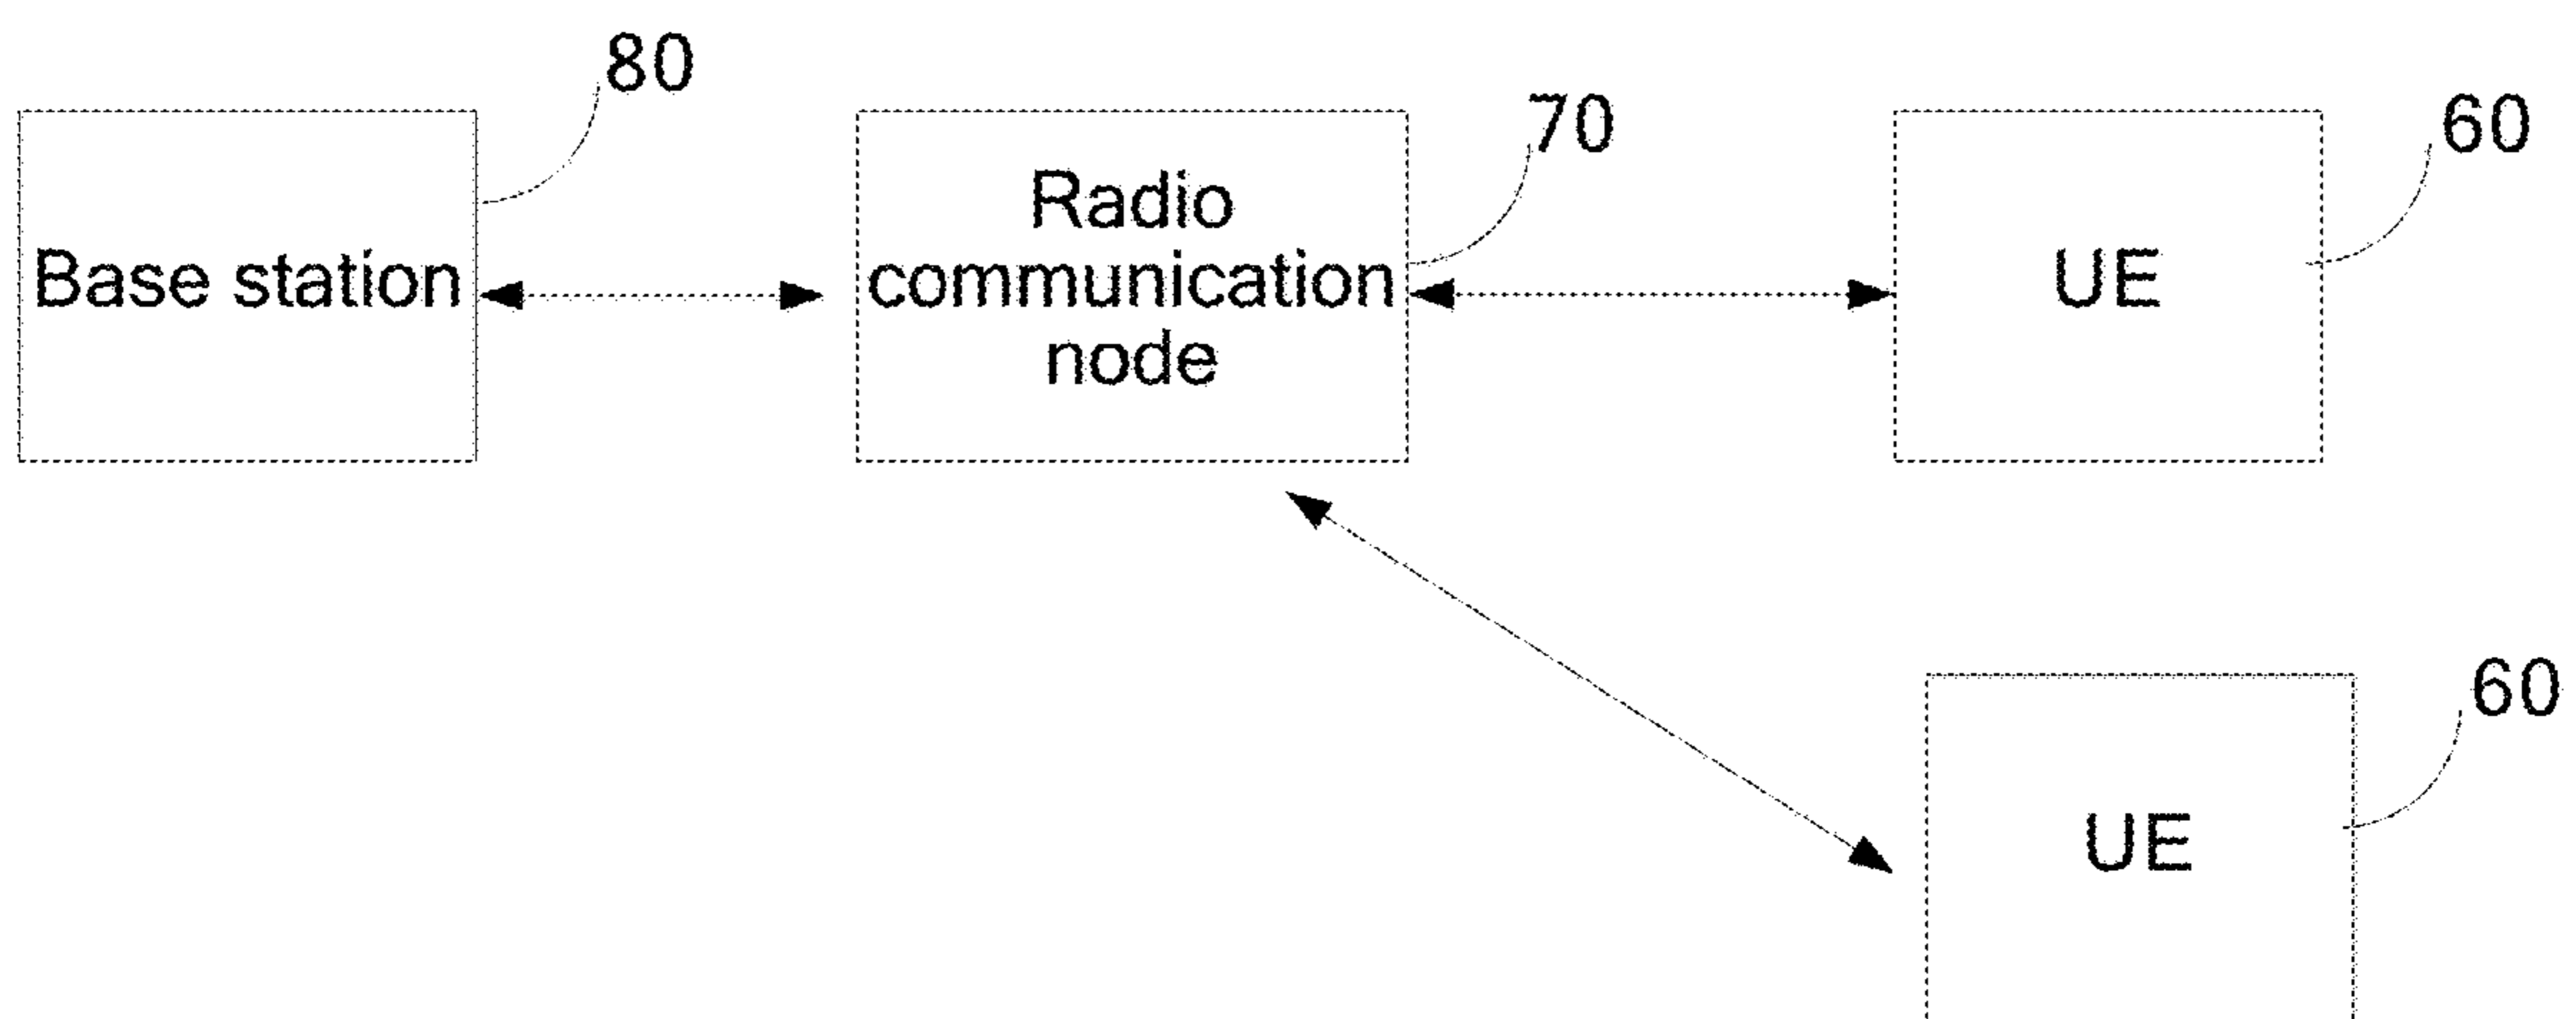 80
70
60
Base station
Radio
communication
node
UE
60
UE